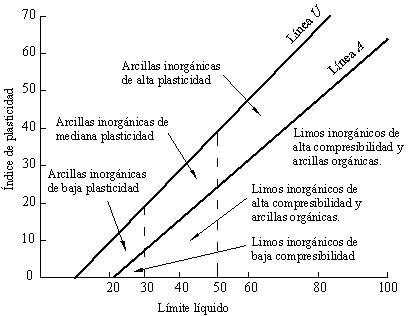 70
60
50
40
30
20
10
0
Índice de plasticidad
Arcillas inorgánicas
de alta plasticidad
Línea U
Línea A
Arcillas inorgánicas de
mediana plasticidad
Arcillas inorgánicas
de baja plasticidad
Limos inorgánicos de
alta compresibilidad y
arcillas orgánicas.
Limos inorgánicos de
alta compresibilidad y
arcillas orgánicas.
Limos inorgánicos de
baja compresibilidad
20 30 40 50 60 80 100
Límite líquido